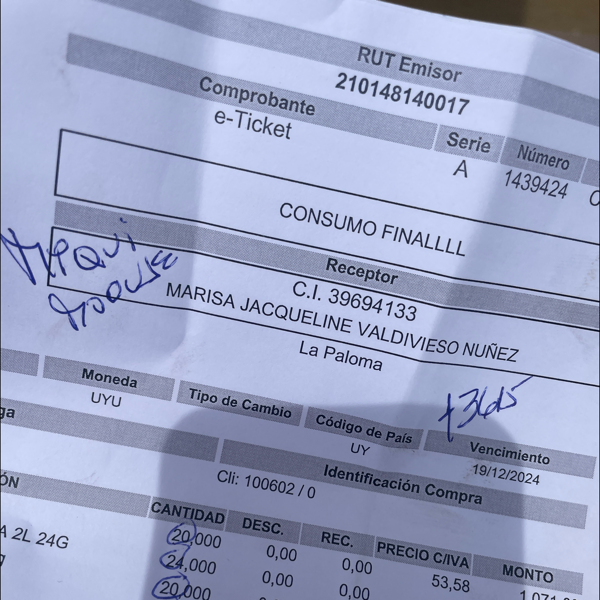 RUT Emisor
210148140017
Comprobante Serie Número
e-Ticket A 1439424
CONSUMO FINALLLL
Receptor
C.I. 39694133
MARISA JACQUELINE VALDIVIESO NUÑEZ
La Paloma
Moneda Tipo de Cambio Código de País Vencimiento
UYU UY 19/12/2024
Identificación Compra
Cli: 100602 / 0
CANTIDAD DESC. REC. PRECIO C/IVA MONTO
A 2L 24G 20,000 0,00 0,00 53,58
24,000 0,00 0,00
20,000